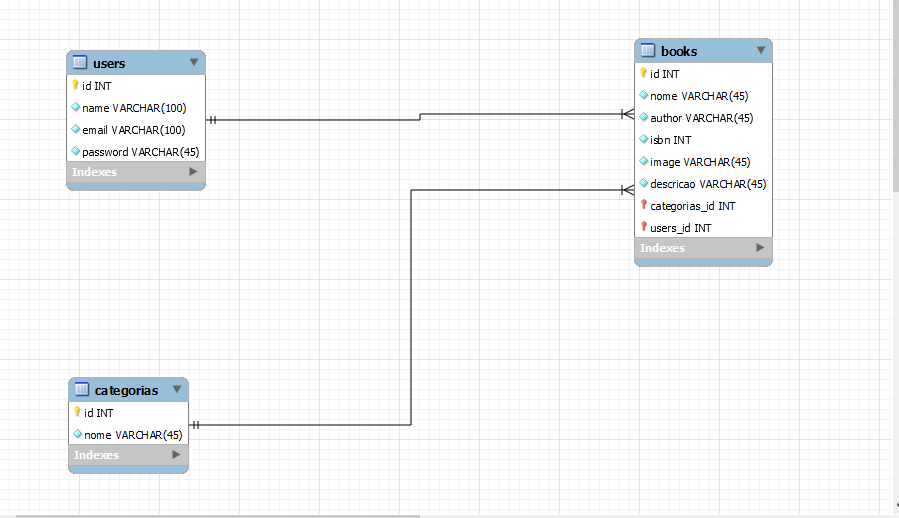 users
id INT
name VARCHAR(100)
email VARCHAR(100)
password VARCHAR(45)
Indexes
books
id INT
nome VARCHAR(45)
author VARCHAR(45)
isbn INT
image VARCHAR(45)
descricao VARCHAR(45)
categorias_id INT
users_id INT
Indexes
categorias
id INT
nome VARCHAR(45)
Indexes